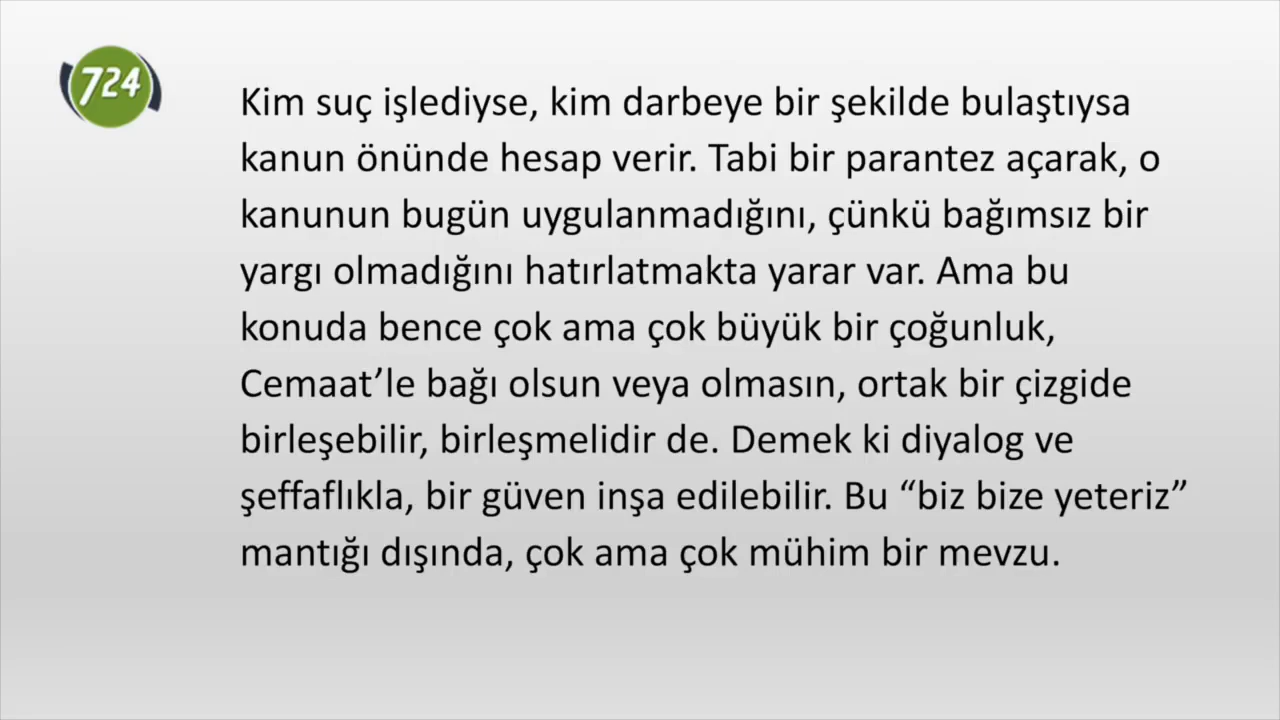 724
Kim suç işlediyse, kim darbeye bir şekilde bulaştıysa
kanun önünde hesap verir. Tabi bir parantez açarak, o
kanunun bugün uygulanmadığını, çünkü bağımsız bir
yargı olmadığını hatırlatmakta yarar var. Ama bu
konuda bence çok ama çok büyük bir çoğunluk,
Cemaat’le bağı olsun veya olmasın, ortak bir çizgide
birleşebilir, birleşmelidir de. Demek ki diyalog ve
şeffaflıkla, bir güven inşa edilebilir. Bu “biz bize yeteriz”
mantığı dışında, çok ama çok mühim bir mevzu.